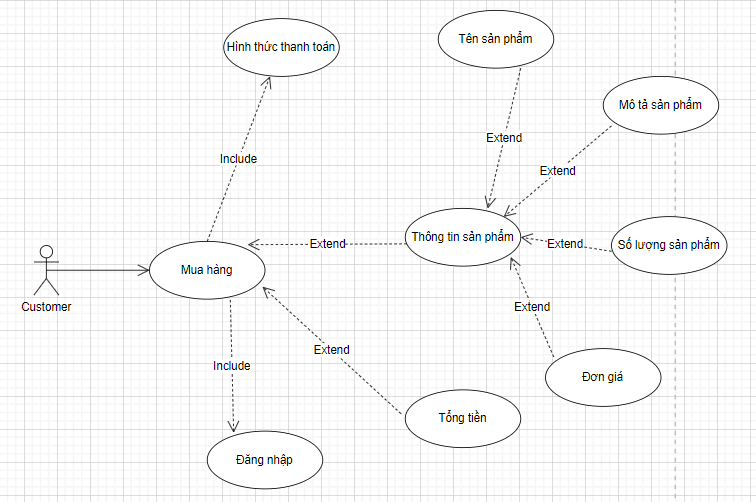 Tên sản phẩm
Hình thức thanh toán
Mô tả sản phẩm
Extend
Include
Extend
Thông tin sản phẩm
Extend
Extend
Số lượng sản phẩm
Mua hàng
Customer
Extend
Extend
Include
Đơn giá
Tổng tiền
Đăng nhập